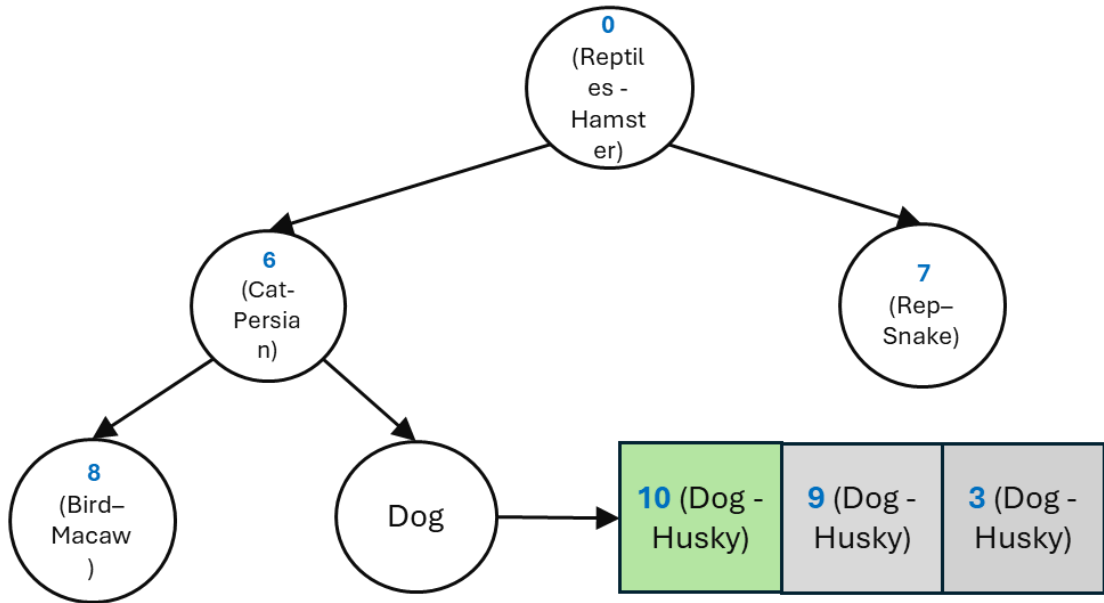 0
(Reptil
es -
Hamst
er)
6
(Cat-
Persia
n)
7
(Rep–
Snake)
8
(Bird–
Macaw
)
Dog
10 (Dog -
Husky)
9 (Dog -
Husky)
3 (Dog -
Husky)